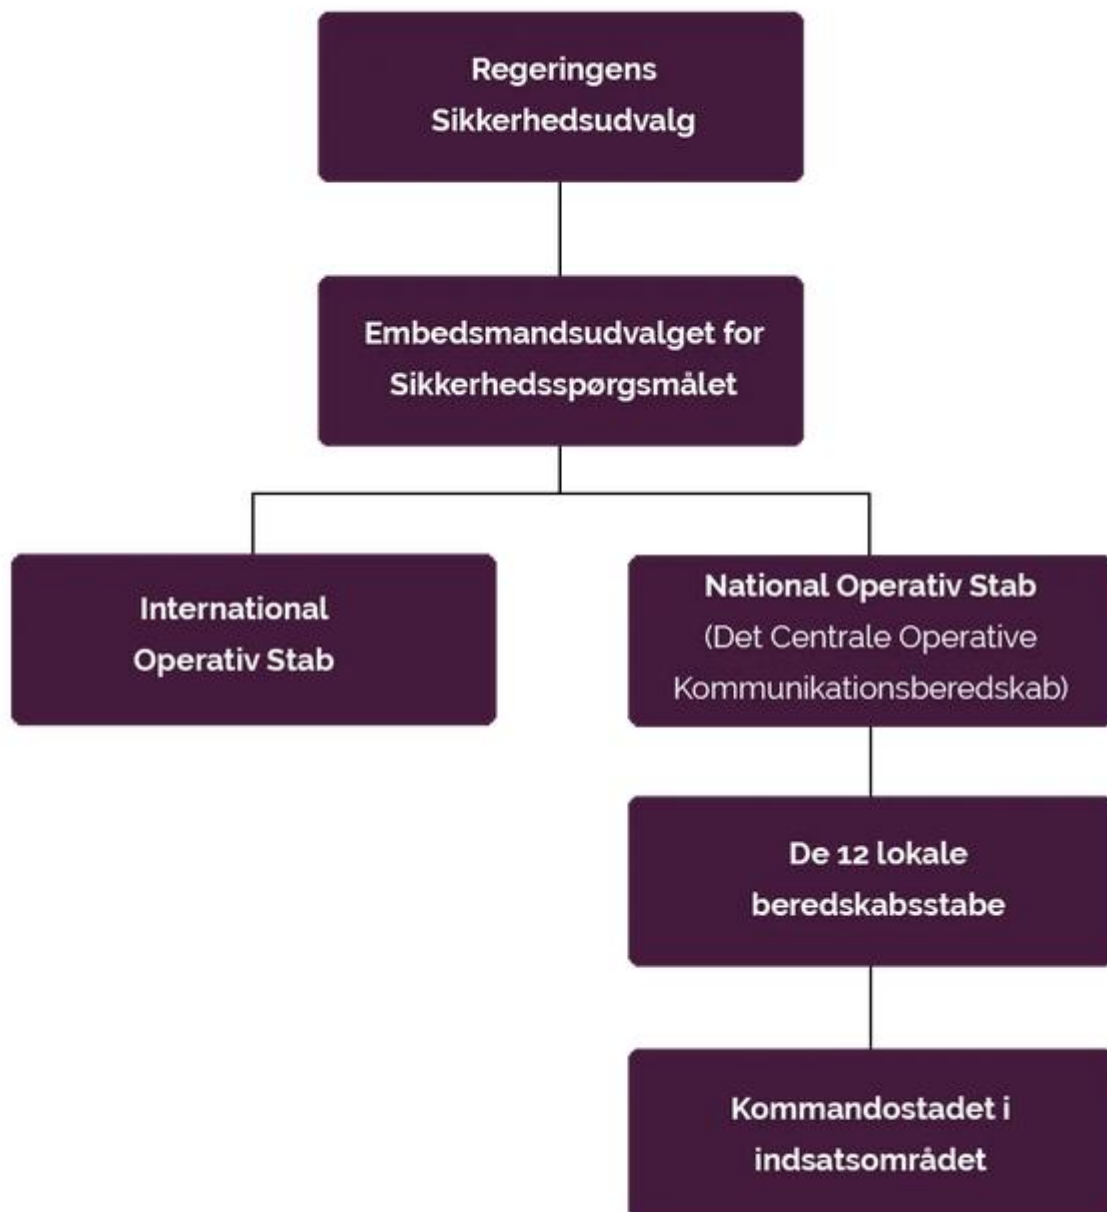 Regeringens
Sikkerhedsudvalg
Embedsmandsudvalget for
Sikkerhedsspørgsmålet
International
Operativ Stab
National Operativ Stab
(Det Centrale Operative
Kommunikationsberedskab)
De 12 lokale
beredskabsstabe
Kommandostadet i
indsatsområdet